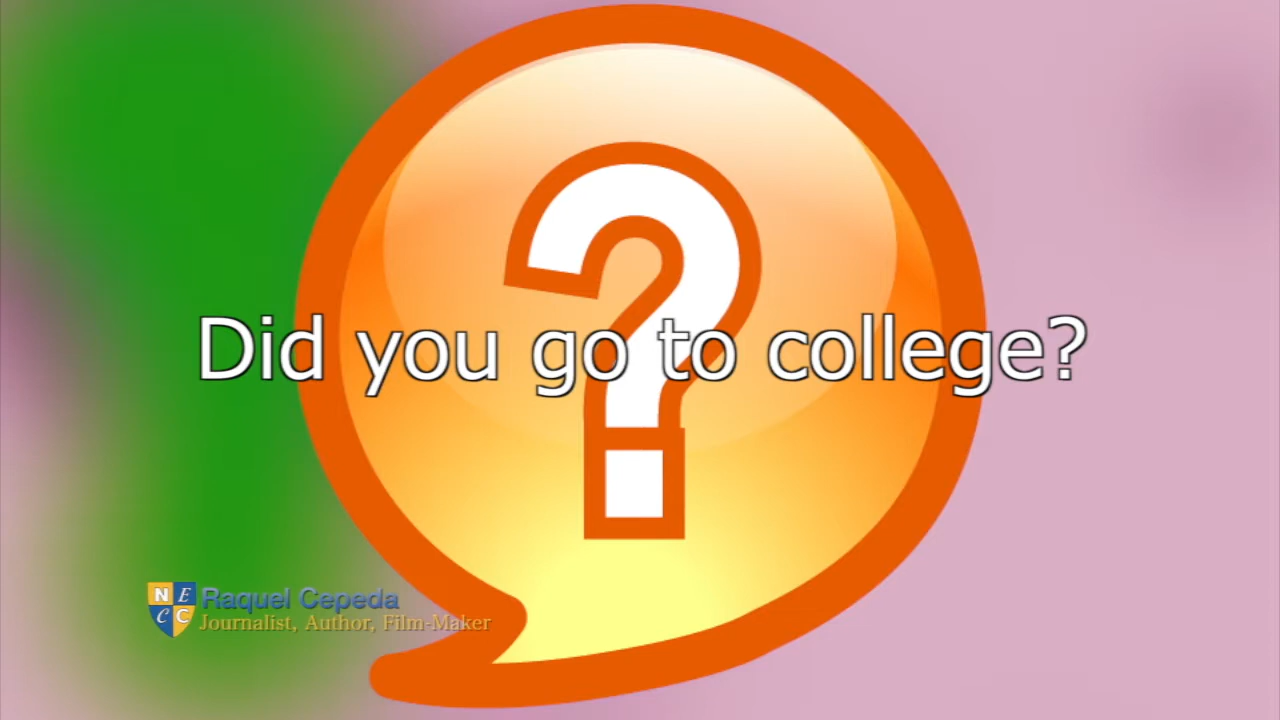 ?
Did you go to college?
N E C C
Raquel Cepeda
Journalist, Author, Film-Maker